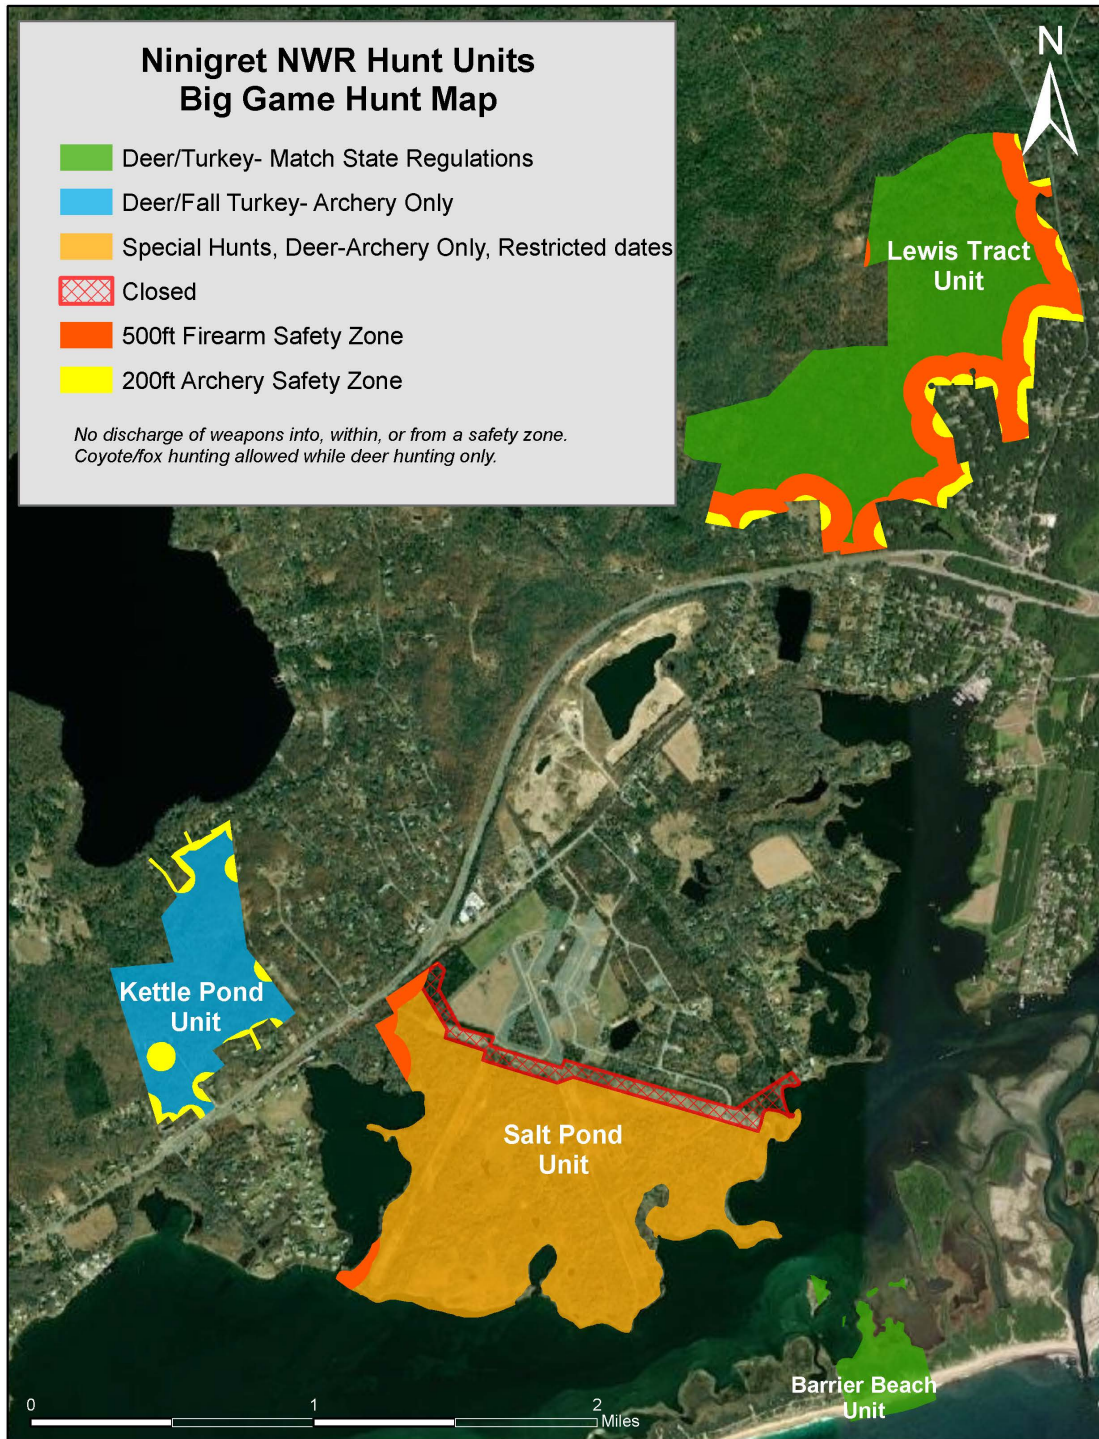 Ninigret NWR Hunt Units
Big Game Hunt Map
Deer/Turkey- Match State Regulations
Deer/Fall Turkey- Archery Only
Special Hunts, Deer-Archery Only, Restricted dates
Closed
500ft Firearm Safety Zone
200ft Archery Safety Zone
No discharge of weapons into, within, or from a safety zone.
Coyote/fox hunting allowed while deer hunting only.
N
Lewis Tract
Unit
Kettle Pond
Unit
Salt Pond
Unit
Barrier Beach
Unit
0 1 2
Miles